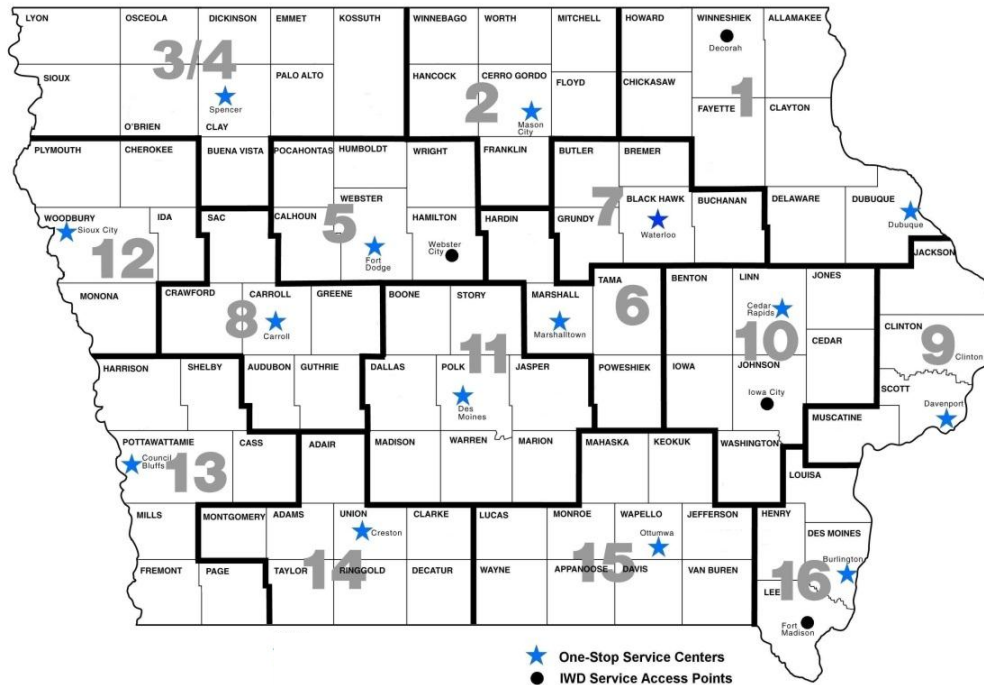 LYON
OSCEOLA
DICKINSON
EMMET
KOSSUTH
WINNEBAGO
WORTH
MITCHELL
HOWARD
WINNESHIEK
ALLAMAKEE
Decorah
3/4
SIOUX
PALO ALTO
HANCOCK
CERRO GORDO
FLOYD
CHICKASAW
2
1
Spencer
Mason
City
FAYETTE
CLAYTON
O'BRIEN
CLAY
PLYMOUTH
CHEROKEE
BUENA VISTA
POCAHONTAS
HUMBOLDT
WRIGHT
FRANKLIN
BUTLER
BREMER
WOODBURY
Sioux City
IDA
SAC
CALHOUN
WEBSTER
HAMILTON
HARDIN
GRUNDY
BLACK HAWK
BUCHANAN
DELAWARE
DUBUQUE
12
5
7
Fort
Dodge
Webster
City
Waterloo
Dubuque
JACKSON
MONONA
CRAWFORD
CARROLL
GREENE
BOONE
STORY
MARSHALL
TAMA
BENTON
LINN
JONES
8
Carroll
11
Marshalltown
6
Cedar
Rapids
10
CLINTON
9
Clinton
CEDAR
HARRISON
SHELBY
AUDUBON
GUTHRIE
DALLAS
POLK
JASPER
POWESHIEK
IOWA
JOHNSON
SCOTT
Des
Moines
Iowa City
Davenport
MUSCATINE
POTTAWATTAMIE
CASS
ADAIR
MADISON
WARREN
MARION
MAHASKA
KEOKUK
WASHINGTON
Council
Bluffs
13
LOUISA
MILLS
MONTGOMERY
ADAMS
UNION
CLARKE
LUCAS
MONROE
WAPELLO
JEFFERSON
HENRY
DES MOINES
Creston
Ottumwa
14
15
Burlington
FREMONT
PAGE
TAYLOR
RINGGOLD
DECATUR
WAYNE
APPANOOSE
DAVIS
VAN BUREN
LEE
16
Fort
Madison
One-Stop Service Centers
IWD Service Access Points